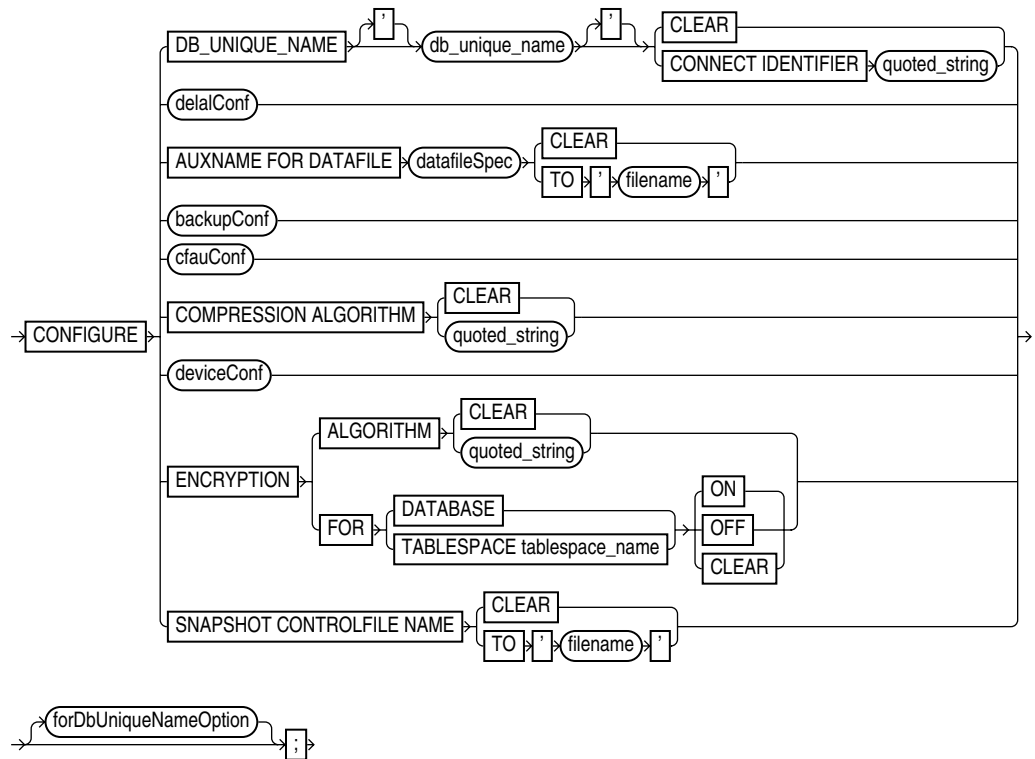 DB_UNIQUE_NAME ' db_unique_name ' CLEAR
CONNECT IDENTIFIER quoted_string
delalConf
AUXNAME FOR DATAFILE datafileSpec CLEAR
TO ' filename '
backupConf
cfauConf
COMPRESSION ALGORITHM CLEAR
quoted_string
CONFIGURE
deviceConf
ENCRYPTION ALGORITHM CLEAR
quoted_string
FOR DATABASE ON
TABLESPACE tablespace_name OFF
CLEAR
SNAPSHOT CONTROLFILE NAME CLEAR
TO ' filename '
forDbUniqueNameOption
;